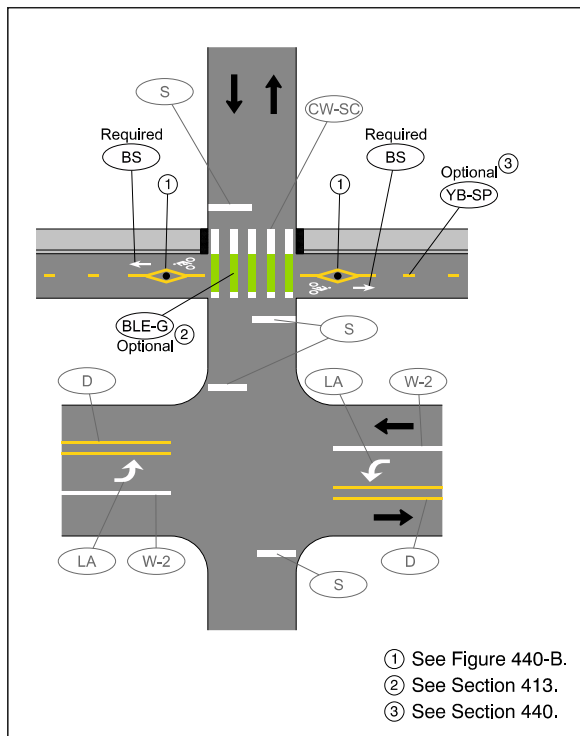 S
CW-SC
Required
BS
Required
BS
Optional 3
YB-SP
1
1
BLE-G 2
Optional
S
D
LA
W-2
LA
W-2
S
D
1 See Figure 440-B.
2 See Section 413.
3 See Section 440.